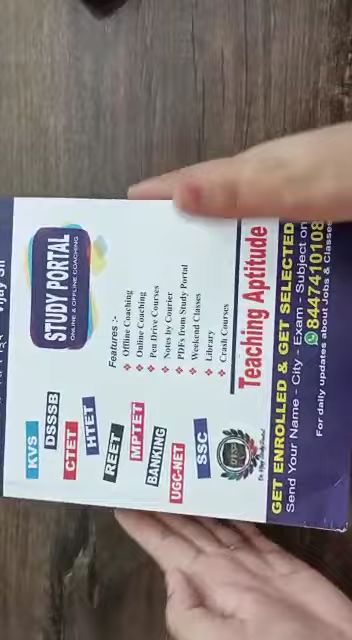 Vijay Sir
STUDY PORTAL
ONLINE & OFFLINE COACHING
KVS
DSSSB
CTET
HTET
REET
MPTET
BANKING
UGC-NET
SSC
Features :-
Offline Coaching
Online Coaching
Pen Drive Courses
Notes by Courier
PDFs from Study Portal
Weekend Classes
Library
Crash Courses
Teaching Aptitude
GET ENROLLED & GET SELECTED
Send Your Name - City - Exam - Subject on
8447410108
For daily updates about Jobs & Classes